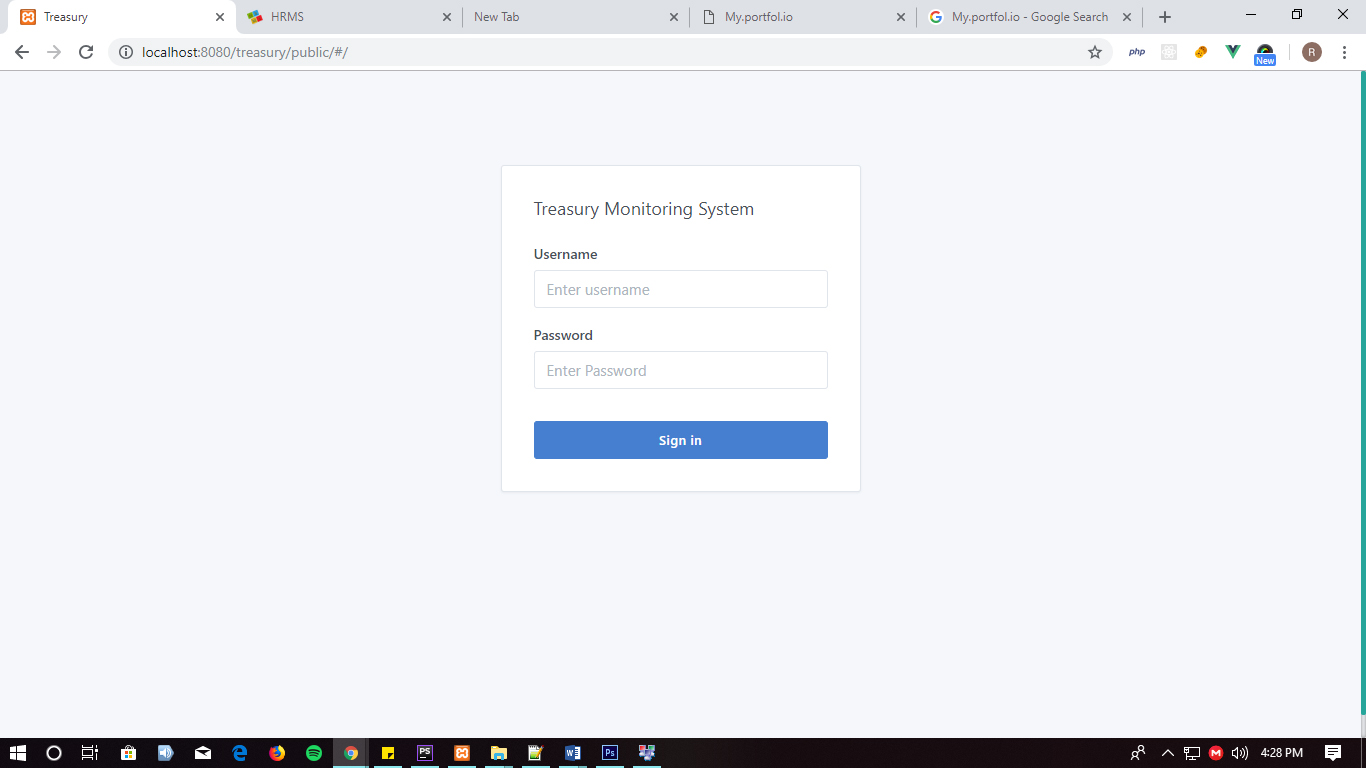 Treasury
HRMS
New Tab
My.portfol.io
My.portfol.io - Google Search
localhost:8080/treasury/public/#/
php
New
R
Treasury Monitoring System
Username
Enter username
Password
Enter Password
Sign in
PS
W
Ps
M
4:28 PM